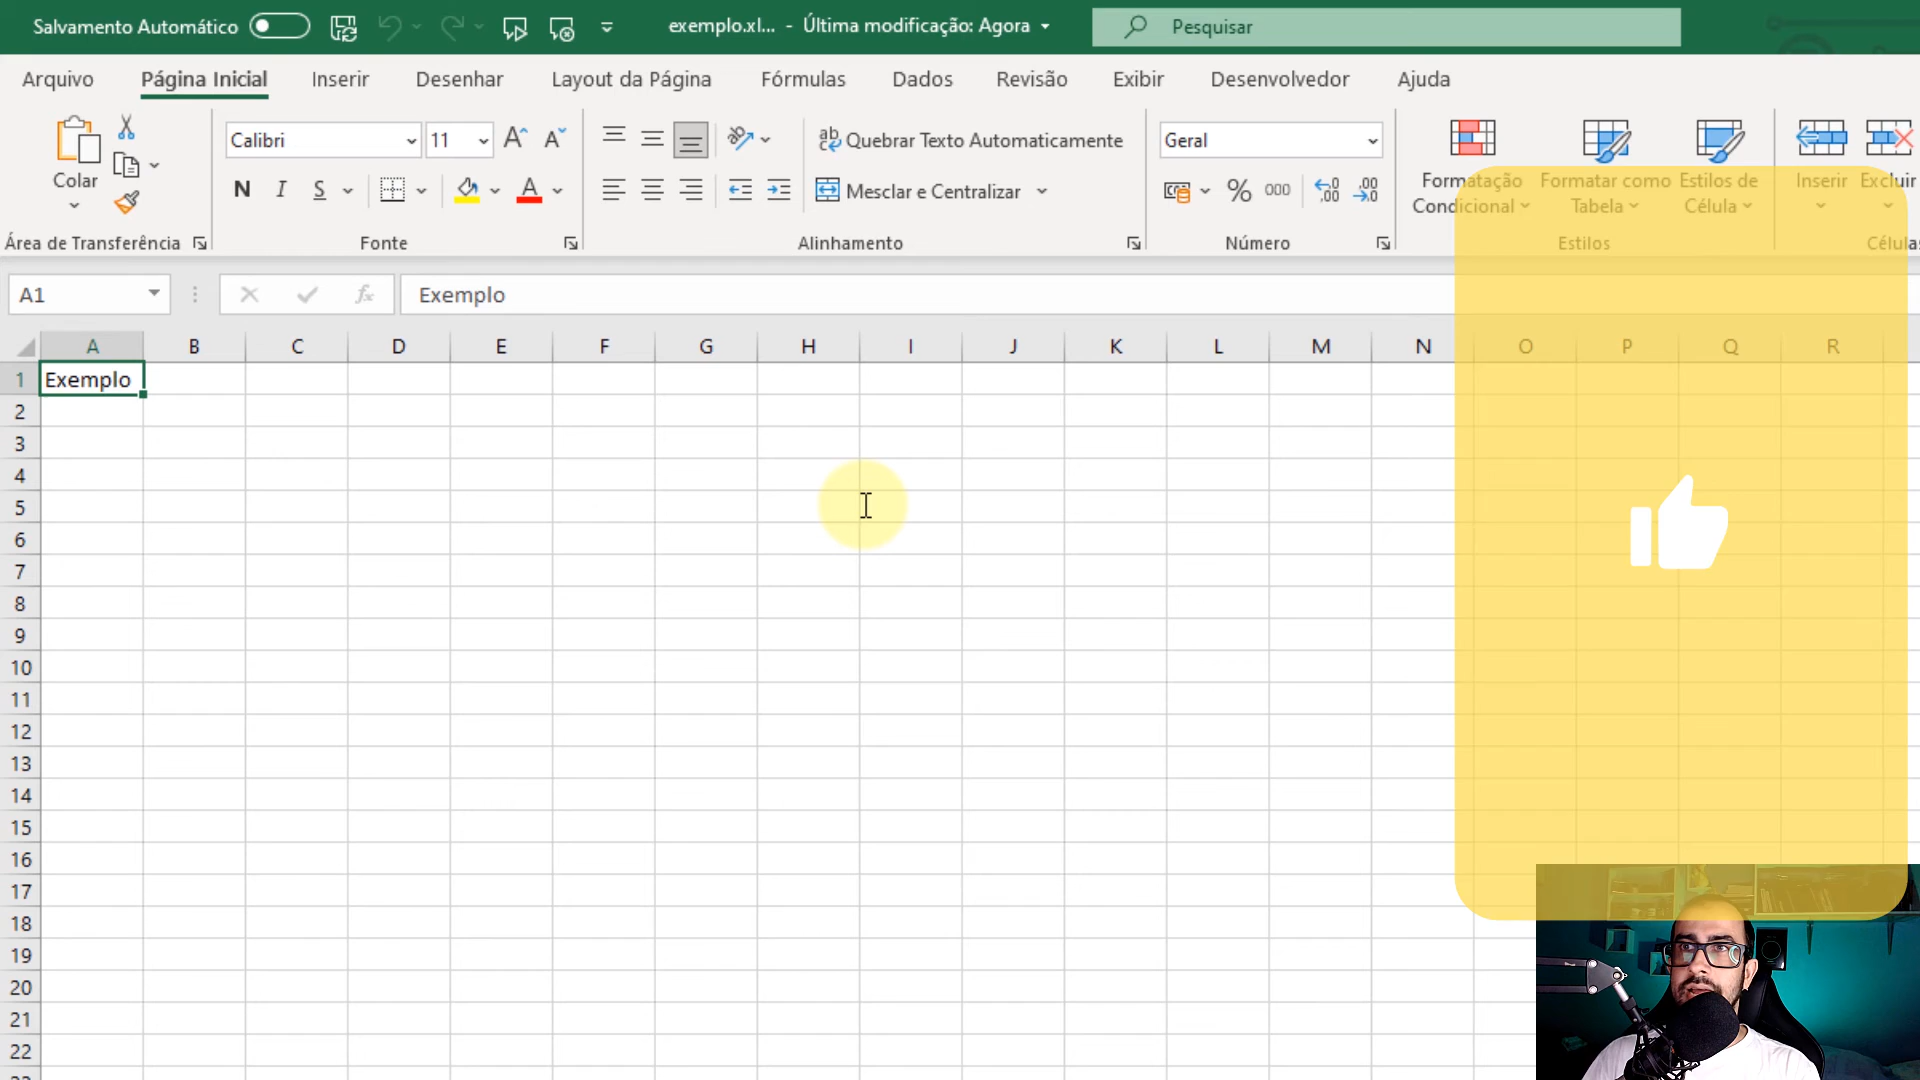 Salvamento Automático
exemplo.xl... - Última modificação: Agora
Pesquisar
Arquivo Página Inicial Inserir Desenhar Layout da Página Fórmulas Dados Revisão Exibir Desenvolvedor Ajuda
Calibri 11 Quebrar Texto Automaticamente Geral
Colar N I S A Mesclar e Centralizar % 000
Formatação Condicional
Formatar como Tabela
Estilos de Célula
Inserir
Excluir
Área de Transferência Fonte Alinhamento Número Estilos Células
A1 fx Exemplo
A B C D E F G H I J K L M N O P Q R
1 Exemplo
2
3
4
5
6
7
8
9
10
11
12
13
14
15
16
17
18
19
20
21
22